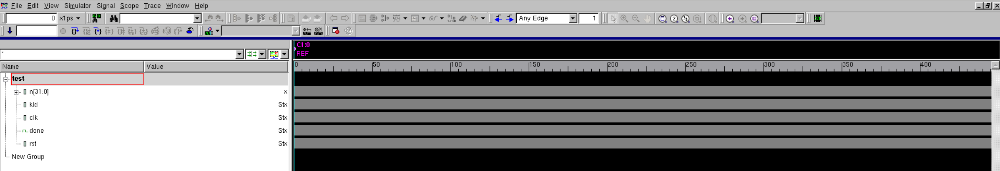 File Edit View Simulator Signal Scope Trace Window Help
0 x1ps Any Edge 1
C1:0
REF
*
Name Value
0 50 100 150 200 250 300 350 400
test
n[31:0] x
kld Stx
clk Stx
done Stx
rst Stx
New Group